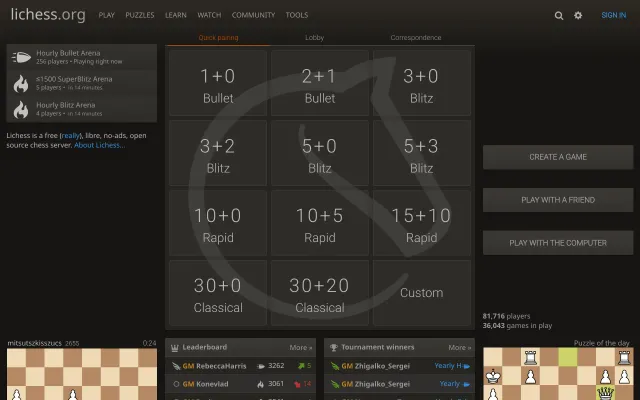 lichess.org PLAY PUZZLES LEARN WATCH COMMUNITY TOOLS SIGN IN
Hourly Bullet Arena
256 players • Playing right now
≤1500 SuperBlitz Arena
5 players • in 14 minutes
Hourly Blitz Arena
4 players • in 14 minutes
Lichess is a free (really), libre, no-ads, open
source chess server. About Lichess...
Quick pairing Lobby Correspondence
1+0 2+1 3+0
Bullet Bullet Blitz
3+2 5+0 5+3
Blitz Blitz Blitz
10+0 10+5 15+10
Rapid Rapid Rapid
30+0 30+20 Custom
Classical Classical
CREATE A GAME
PLAY WITH A FRIEND
PLAY WITH THE COMPUTER
81,716 players
36,043 games in play
mitsutszkisszucs 2655 0:24
Leaderboard More »
GM RebeccaHarris 3262 5
GM Konevlad 3061 14
Tournament winners More »
GM Zhigalko_Sergei Yearly H
GM Zhigalko_Sergei Yearly
Puzzle of the day